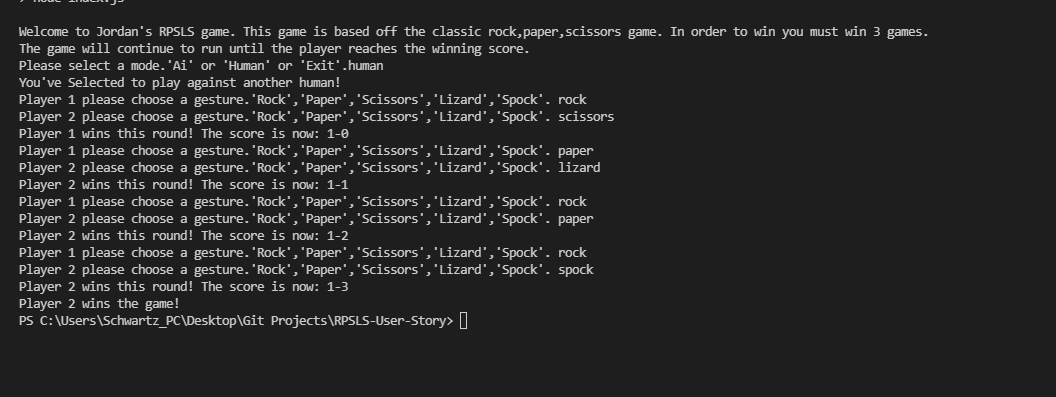 > node index.js
Welcome to Jordan's RPSLS game. This game is based off the classic rock,paper,scissors game. In order to win you must win 3 games.
The game will continue to run until the player reaches the winning score.
Please select a mode.'Ai' or 'Human' or 'Exit'.human
You've Selected to play against another human!
Player 1 please choose a gesture.'Rock','Paper','Scissors','Lizard','Spock'. rock
Player 2 please choose a gesture.'Rock','Paper','Scissors','Lizard','Spock'. scissors
Player 1 wins this round! The score is now: 1-0
Player 1 please choose a gesture.'Rock','Paper','Scissors','Lizard','Spock'. paper
Player 2 please choose a gesture.'Rock','Paper','Scissors','Lizard','Spock'. lizard
Player 2 wins this round! The score is now: 1-1
Player 1 please choose a gesture.'Rock','Paper','Scissors','Lizard','Spock'. rock
Player 2 please choose a gesture.'Rock','Paper','Scissors','Lizard','Spock'. paper
Player 2 wins this round! The score is now: 1-2
Player 1 please choose a gesture.'Rock','Paper','Scissors','Lizard','Spock'. rock
Player 2 please choose a gesture.'Rock','Paper','Scissors','Lizard','Spock'. spock
Player 2 wins this round! The score is now: 1-3
Player 2 wins the game!
PS C:\Users\Schwartz_PC\Desktop\Git Projects\RPSLS-User-Story>